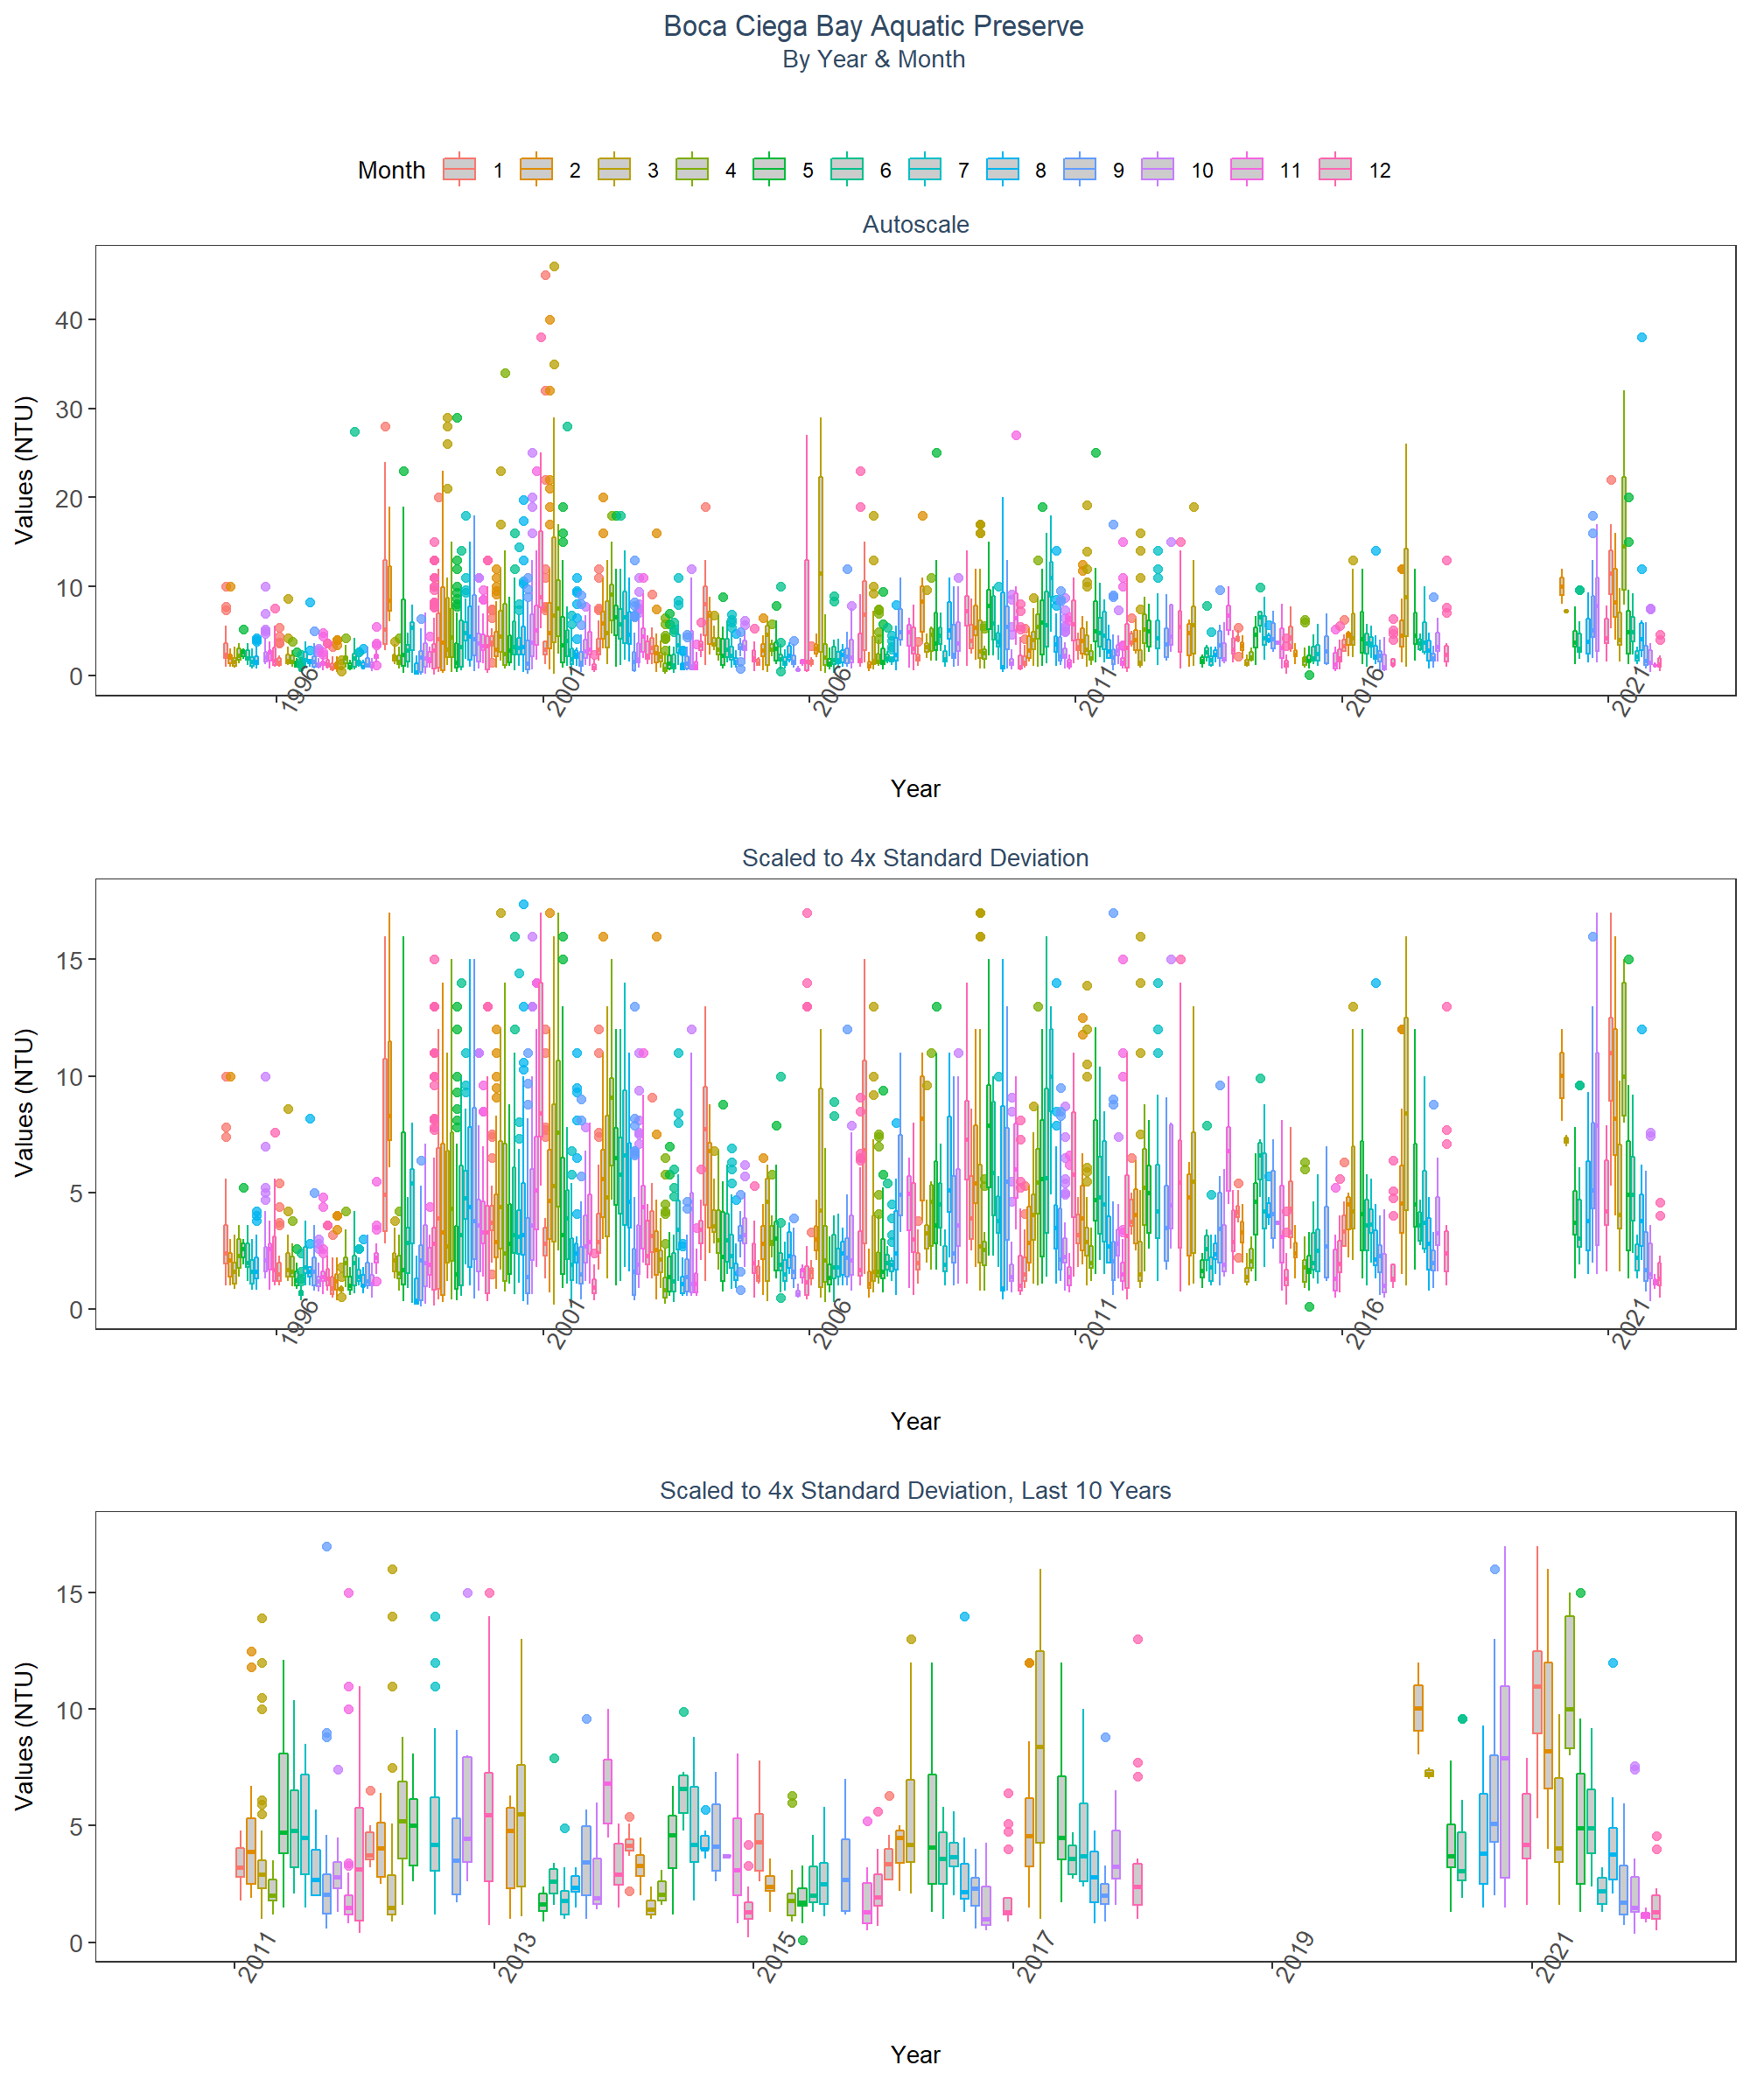 Boca Ciega Bay Aquatic Preserve
By Year & Month
Month 1 2 3 4 5 6 7 8 9 10 11 12
Autoscale
Values (NTU)
40
30
20
10
0
1996 2001 2006 2011 2016 2021
Year
Scaled to 4x Standard Deviation
Values (NTU)
15
10
5
0
1996 2001 2006 2011 2016 2021
Year
Scaled to 4x Standard Deviation, Last 10 Years
Values (NTU)
15
10
5
0
2011 2013 2015 2017 2019 2021
Year